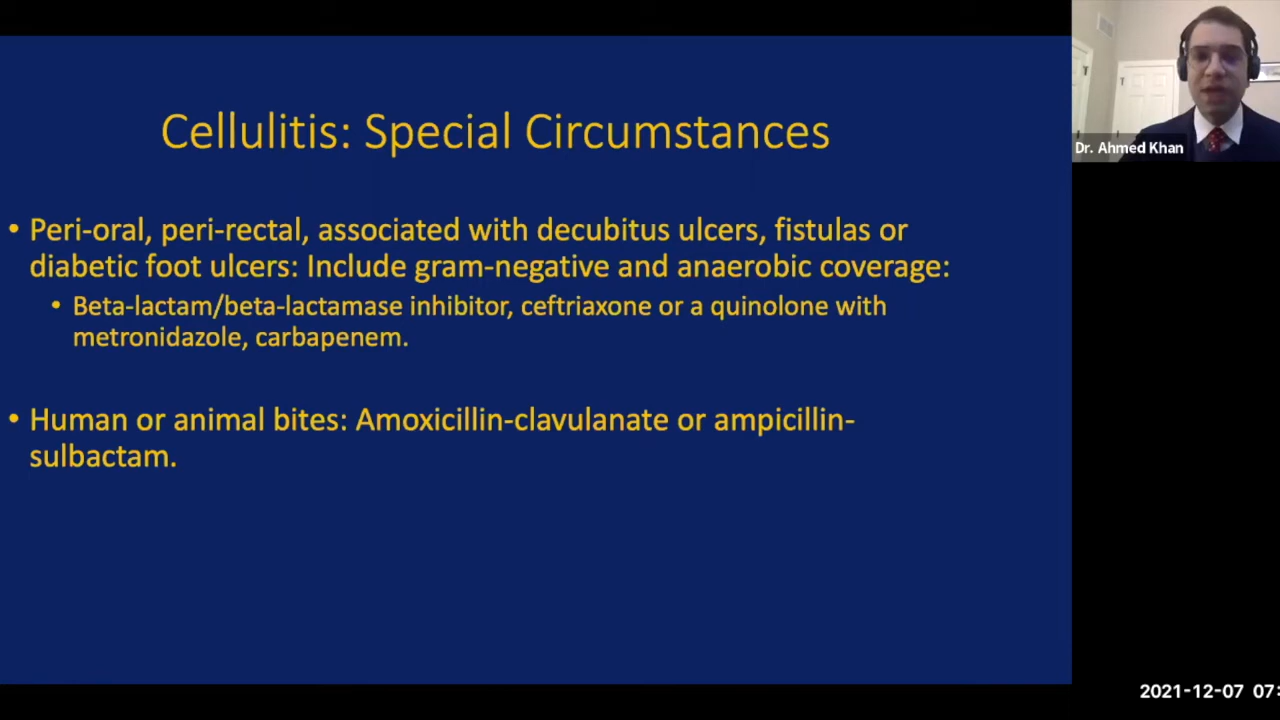 Cellulitis: Special Circumstances
• Peri-oral, peri-rectal, associated with decubitus ulcers, fistulas or
diabetic foot ulcers: Include gram-negative and anaerobic coverage:
• Beta-lactam/beta-lactamase inhibitor, ceftriaxone or a quinolone with
metronidazole, carbapenem.
• Human or animal bites: Amoxicillin-clavulanate or ampicillin-
sulbactam.
Dr. Ahmed Khan
2021-12-07 07: